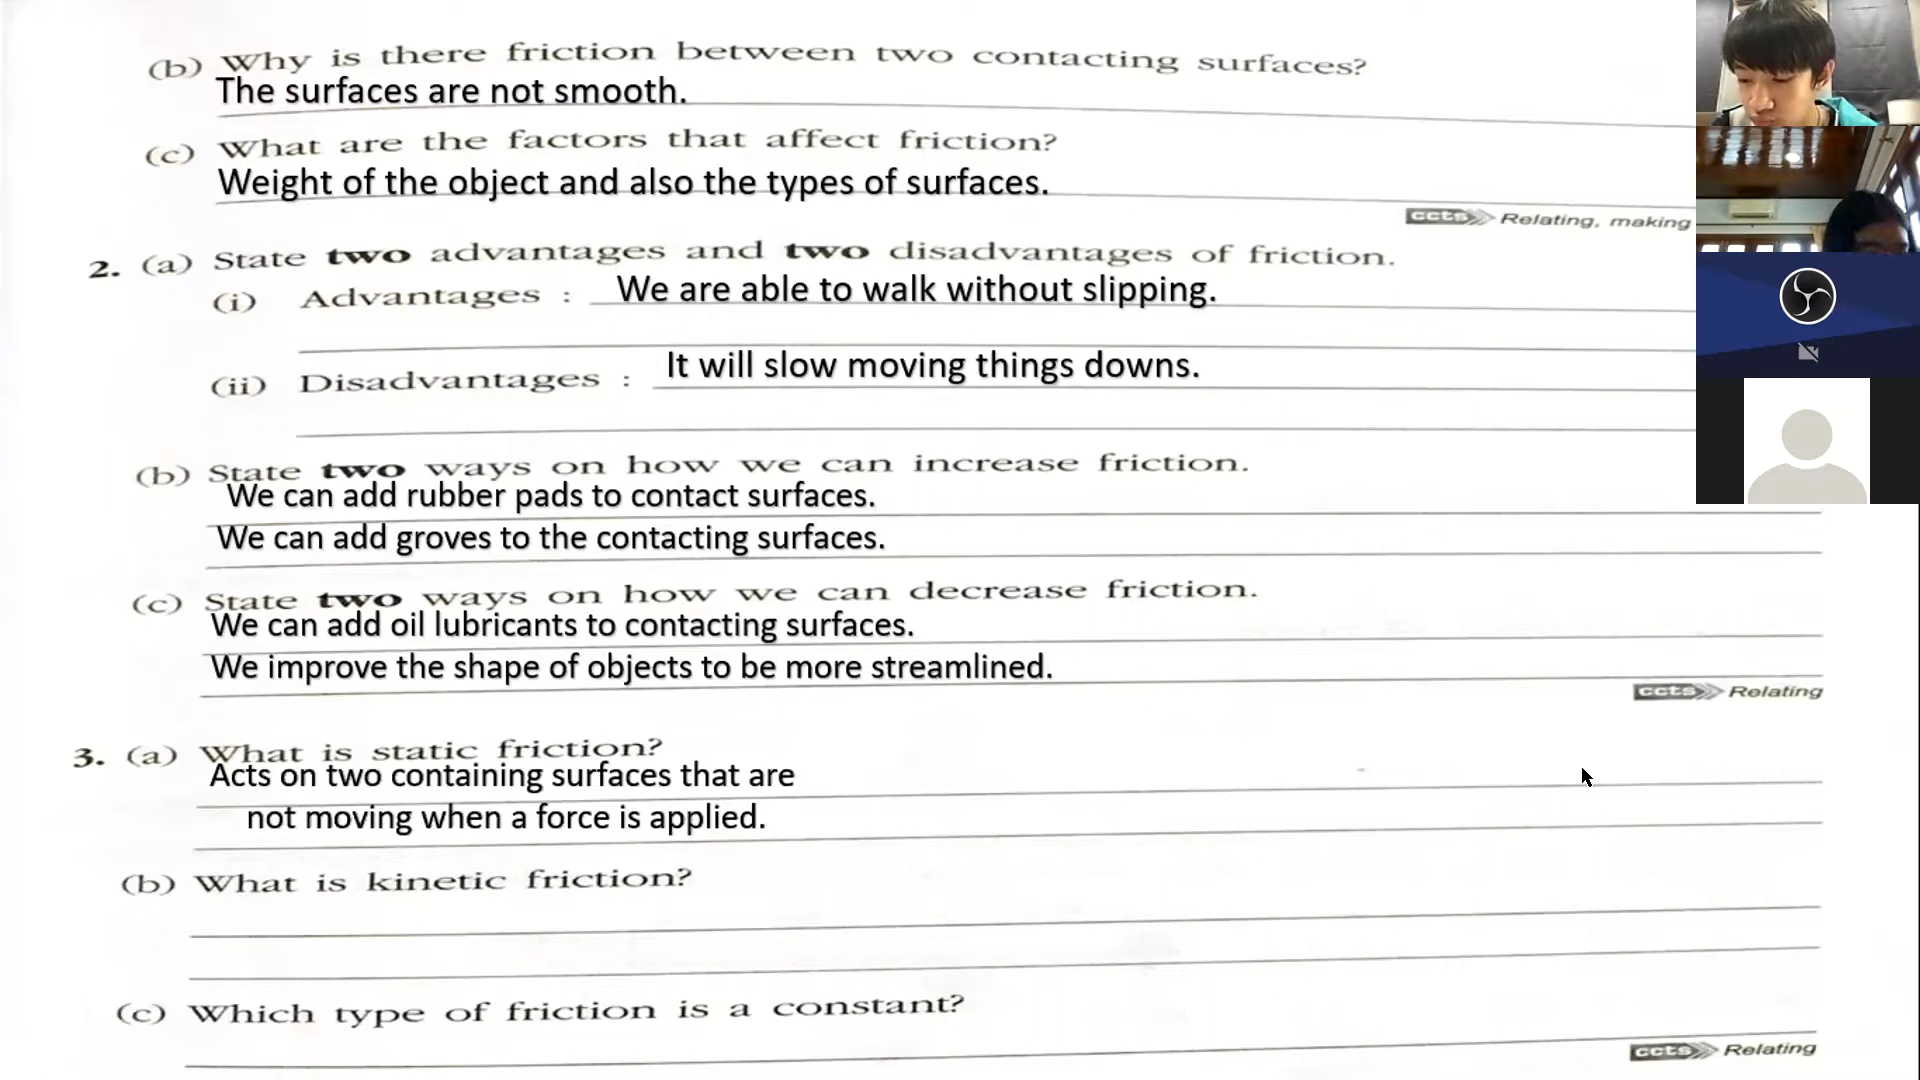 (b) Why is there friction between two contacting surfaces?
The surfaces are not smooth.
(c) What are the factors that affect friction?
Weight of the object and also the types of surfaces.
ccts Relating, making
2. (a) State two advantages and two disadvantages of friction.
(i) Advantages : We are able to walk without slipping.
(ii) Disadvantages : It will slow moving things downs.
(b) State two ways on how we can increase friction.
We can add rubber pads to contact surfaces.
We can add groves to the contacting surfaces.
(c) State two ways on how we can decrease friction.
We can add oil lubricants to contacting surfaces.
We improve the shape of objects to be more streamlined.
ccts Relating
3. (a) What is static friction?
Acts on two containing surfaces that are
not moving when a force is applied.
(b) What is kinetic friction?
(c) Which type of friction is a constant?
ccts Relating